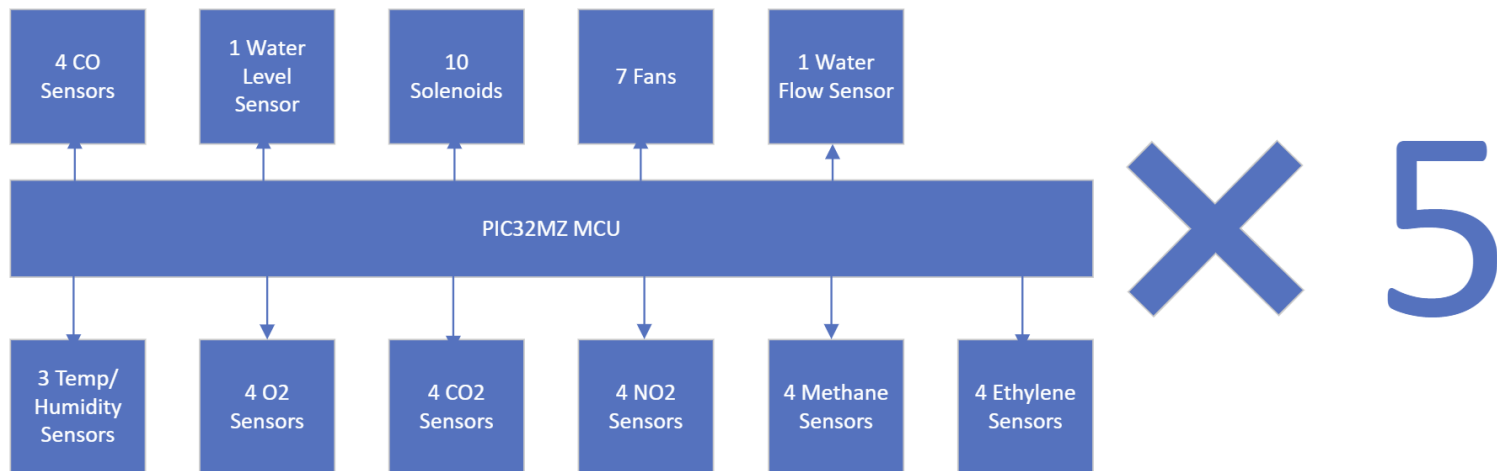 4 CO
Sensors
1 Water
Level
Sensor
10
Solenoids
7 Fans
1 Water
Flow Sensor
PIC32MZ MCU
3 Temp/
Humidity
Sensors
4 O2
Sensors
4 CO2
Sensors
4 NO2
Sensors
4 Methane
Sensors
4 Ethylene
Sensors
× 5